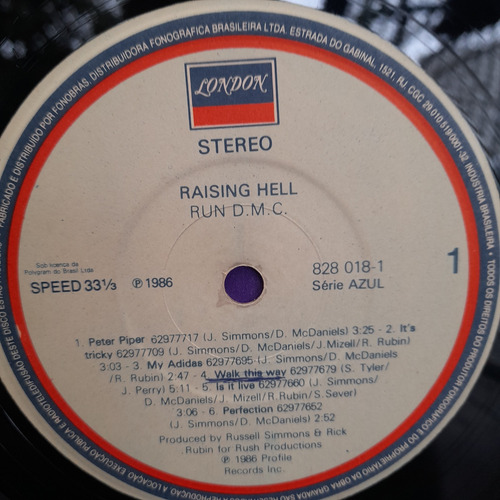 FABRICADO E DISTRIBUIDO POR FONOBRAS. DISTRIBUIDORA FONOGRÁFICA BRASILEIRA LTDA. ESTRADA DO GABINAL, 1521, RJ, CGC 29 010 519/0001-32. INDÚSTRIA BRASILEIRA • TODOS OS DIREITOS DO PRODUTOR FONOGRÁFICO E DO PROPRIETÁRIO DA OBRA GRAVADA SÃO A LOCAÇÃO, EXECUÇÃO PÚBLICA E RADIOTELEDIFUSÃO DESTE DISCO
LONDON
STEREO
RAISING HELL
RUN D.M.C.
Sob licença da
Polygram do Brasil Ltda
SPEED 33⅓ ℗ 1986
828 018-1
Série AZUL
1
1. Peter Piper 62977717 (J. Simmons/D. McDaniels) 3:25 - 2. It's
tricky 62977709 (J. Simmons/D. McDaniels/J.Mizell/R. Rubin)
3:03 - 3. My Adidas 62977695 (J. Simmons/D. McDaniels
/R. Rubin) 2:47 - 4. Walk this way 62977679 (S. Tyler/
J. Perry) 5:11 - 5. Is it live 62977660 (J. Simmons/
D. McDaniels/J. Mizell/R. Rubin/S. Sever)
3:06 - 6. Perfection 62977652
(J. Simmons/D. McDaniels) 2:52
Produced by Russell Simmons & Rick
Rubin for Rush Productions
℗ 1986 Profile
Records Inc.